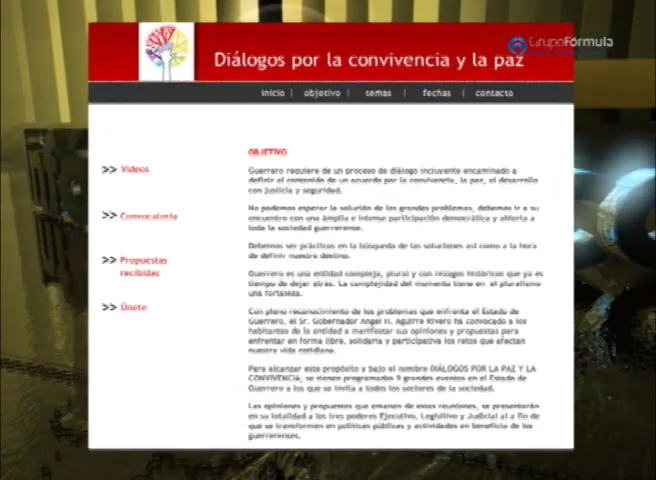 GrupoFórmula
Diálogos por la convivencia y la paz
inicio | objetivo | temas | fechas | contacto
OBJETIVO
Guerrero requiere de un proceso de diálogo incluyente encaminado a
definir el contenido de un acuerdo por la convivencia, la paz, el desarrollo
con justicia y seguridad.
No podemos esperar la solución de los grandes problemas, debemos ir a su
encuentro con una amplia e intensa participación democrática y abierta a
toda la sociedad guerrerense.
Debemos ser prácticos en la búsqueda de las soluciones así como a la hora
de definir nuestro destino.
Guerrero es una entidad compleja, plural y con rezagos históricos que ya es
tiempo de dejar atrás. La complejidad del momento tiene en el pluralismo
una fortaleza.
Con pleno reconocimiento de los problemas que enfrenta el Estado de
Guerrero, el Sr. Gobernador Angel H. Aguirre Rivero ha convocado a los
habitantes de la entidad a manifestar sus opiniones y propuestas para
enfrentar en forma libre, solidaria y participativa los retos que afectan
nuestra vida cotidiana.
Para alcanzar este propósito y bajo el nombre DIÁLOGOS POR LA PAZ Y LA
CONVIVENCIA, se tienen programados 9 grandes eventos en el Estado de
Guerrero a los que se invita a todos los sectores de la sociedad.
Las opiniones y propuestas que emanen de estas reuniones, se presentarán
en su totalidad a los tres poderes Ejecutivo, Legislativo y Judicial al a fin de
que se transformen en políticas públicas y actividades en beneficio de los
guerrerenses.
>> Videos
>> Convocatoria
>> Propuestas
recibidas
>> Únete